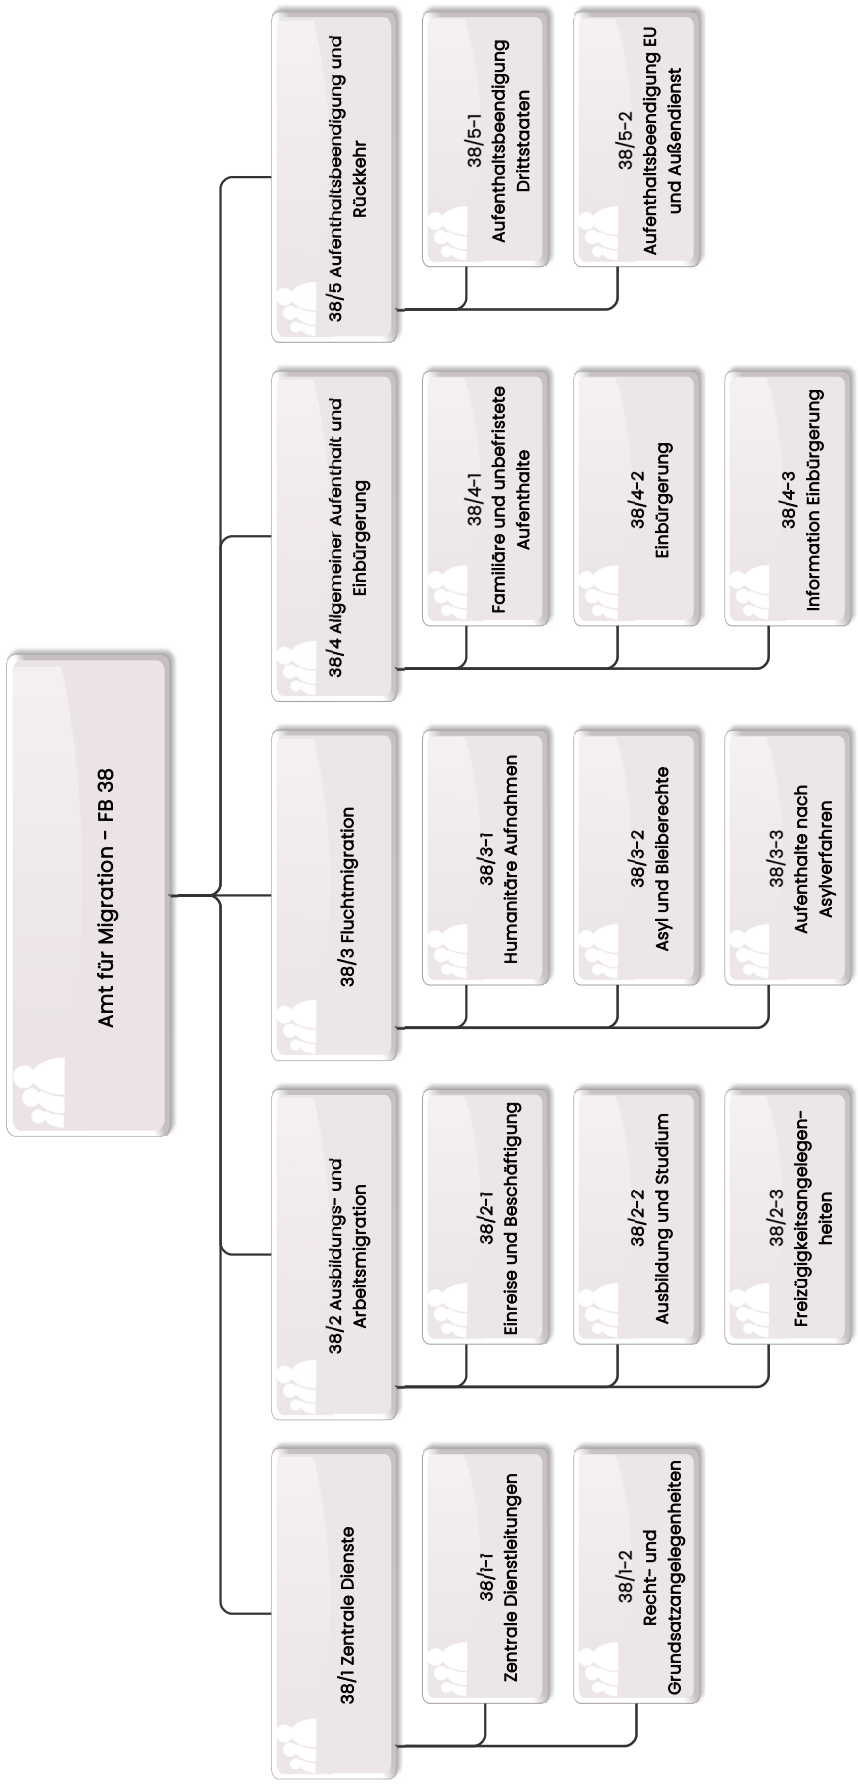 Amt für Migration - FB 38
38/1 Zentrale Dienste
38/1-1
Zentrale Dienstleitungen
38/1-2
Recht- und
Grundsatzangelegenheiten
38/2 Ausbildungs- und
Arbeitsmigration
38/2-1
Einreise und Beschäftigung
38/2-2
Ausbildung und Studium
38/2-3
Freizügigkeitsangelegen-
heiten
38/3 Fluchtmigration
38/3-1
Humanitäre Aufnahmen
38/3-2
Asyl und Bleiberechte
38/3-3
Aufenthalte nach
Asylverfahren
38/4 Allgemeiner Aufenthalt und
Einbürgerung
38/4-1
Familiäre und unbefristete
Aufenthalte
38/4-2
Einbürgerung
38/4-3
Information Einbürgerung
38/5 Aufenthaltsbeendigung und
Rückkehr
38/5-1
Aufenthaltsbeendigung
Drittstaaten
38/5-2
Aufenthaltsbeendigung EU
und Außendienst